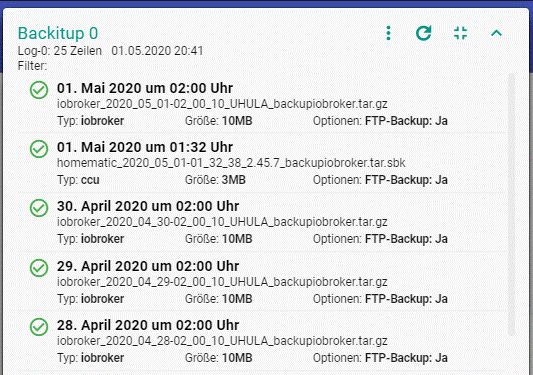 Backitup 0
Log-0: 25 Zeilen 01.05.2020 20:41
Filter:
01. Mai 2020 um 02:00 Uhr
iobroker_2020_05_01-02_00_10_UHULA_backupiobroker.tar.gz
Typ: iobroker Größe: 10MB Optionen: FTP-Backup: Ja
01. Mai 2020 um 01:32 Uhr
homematic_2020_05_01-01_32_38_2.45.7_backupiobroker.tar.sbk
Typ: ccu Größe: 3MB Optionen: FTP-Backup: Ja
30. April 2020 um 02:00 Uhr
iobroker_2020_04_30-02_00_10_UHULA_backupiobroker.tar.gz
Typ: iobroker Größe: 10MB Optionen: FTP-Backup: Ja
29. April 2020 um 02:00 Uhr
iobroker_2020_04_29-02_00_10_UHULA_backupiobroker.tar.gz
Typ: iobroker Größe: 10MB Optionen: FTP-Backup: Ja
28. April 2020 um 02:00 Uhr
iobroker_2020_04_28-02_00_10_UHULA_backupiobroker.tar.gz
Typ: iobroker Größe: 10MB Optionen: FTP-Backup: Ja